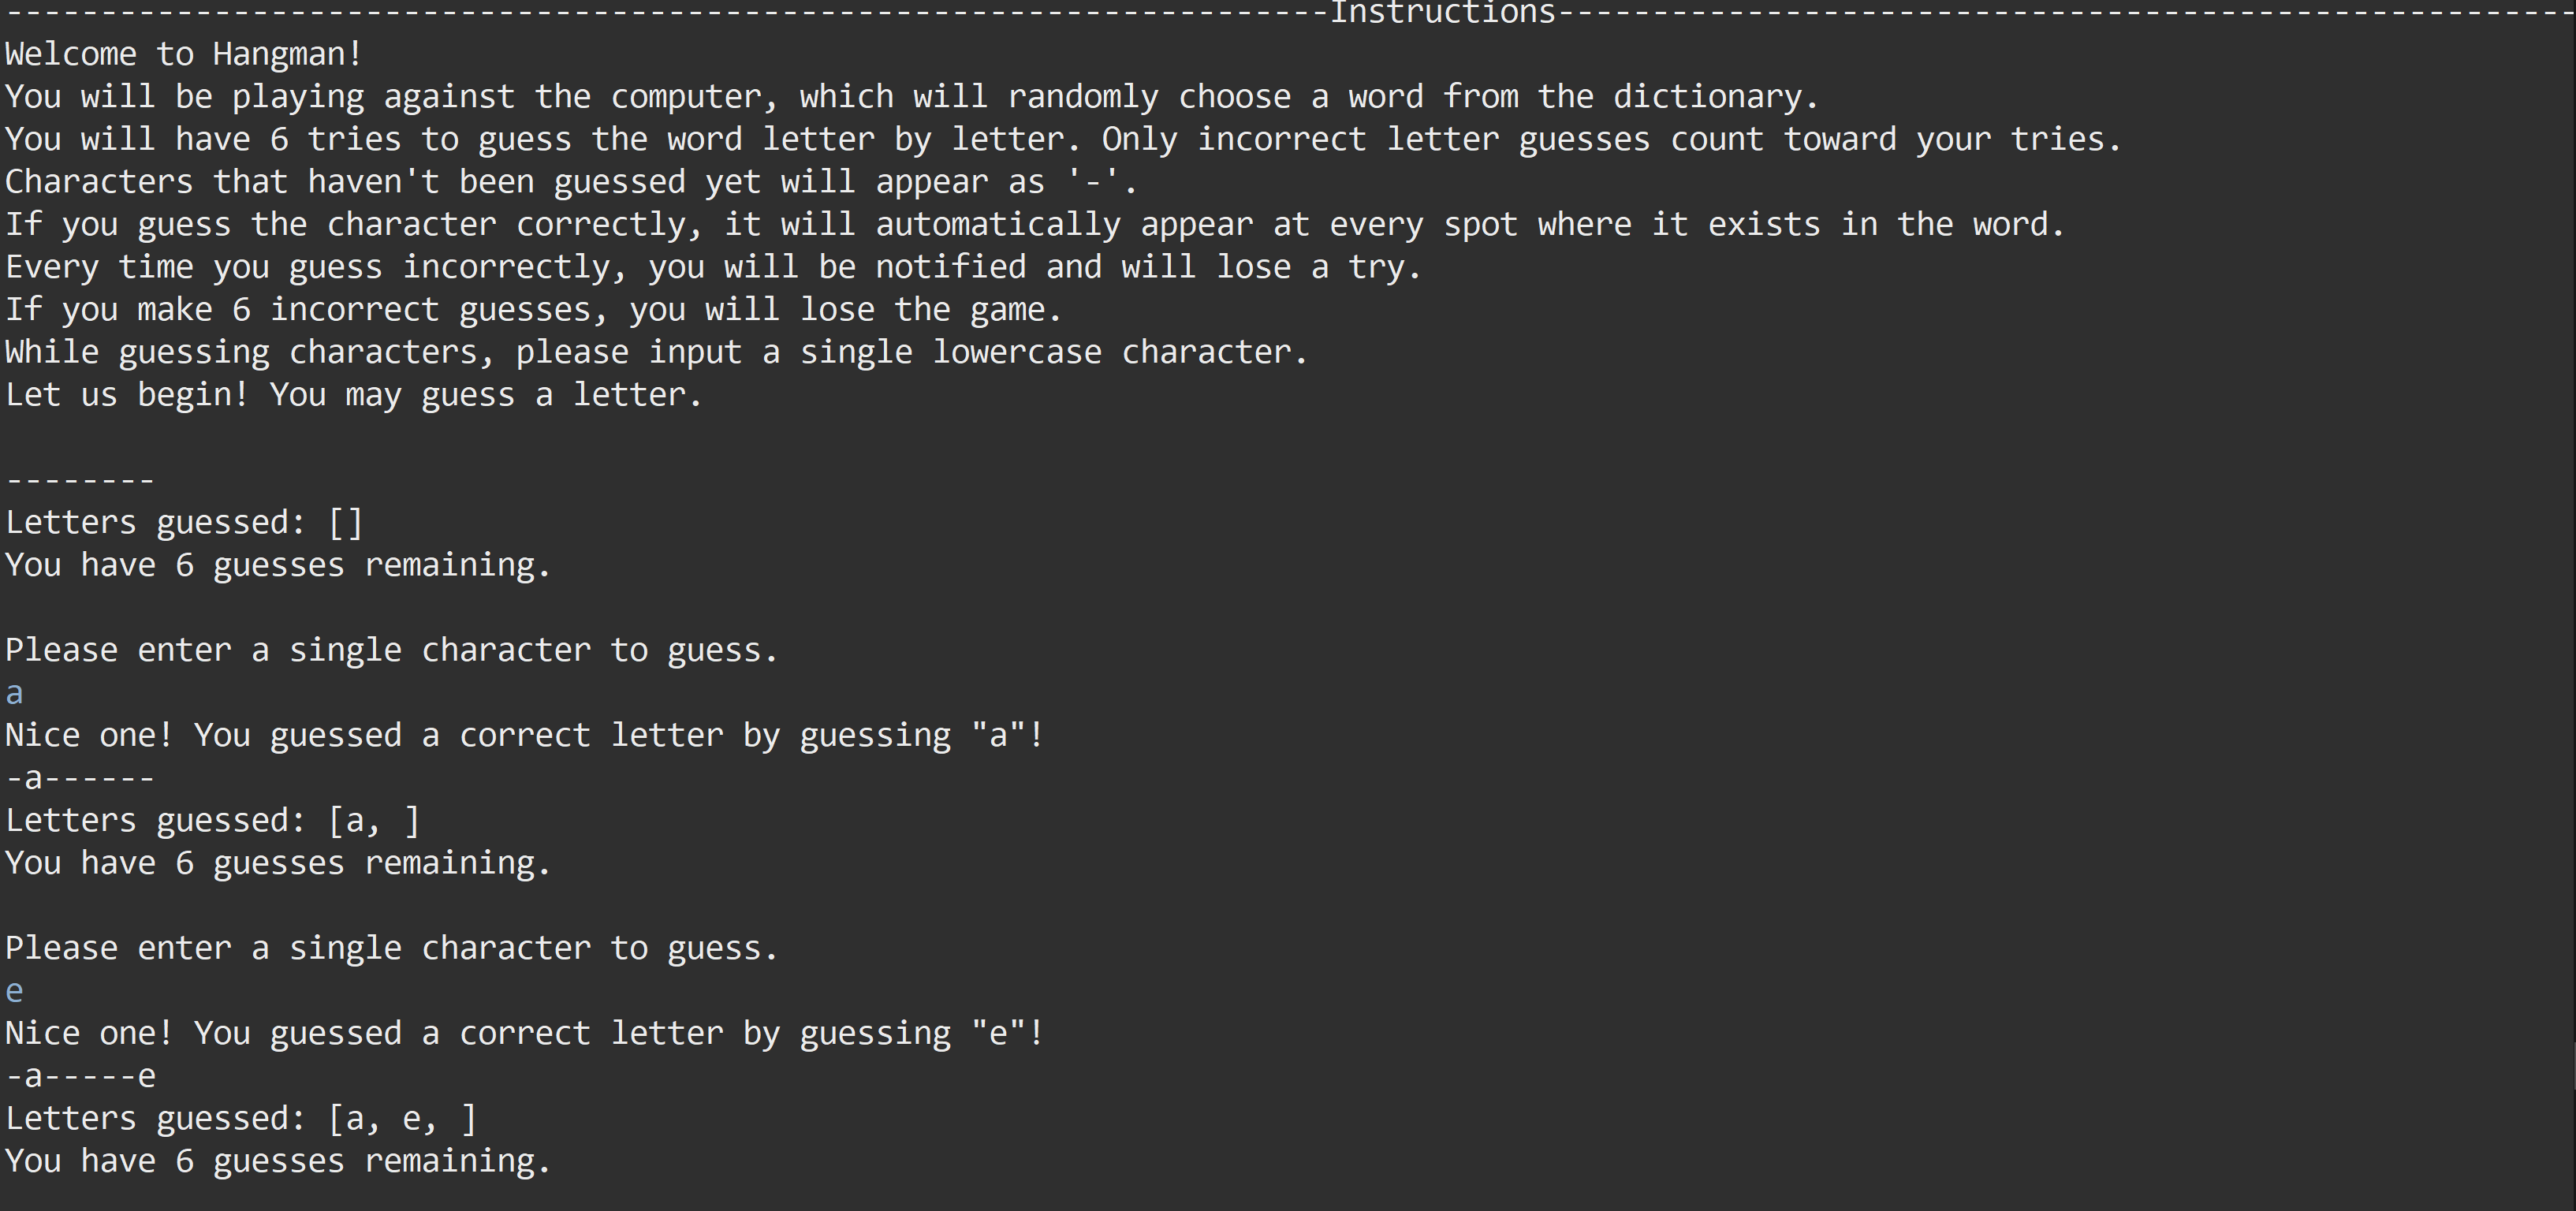 ----------------------------------------------------------------------Instructions------------------------------------------------------
Welcome to Hangman!
You will be playing against the computer, which will randomly choose a word from the dictionary.
You will have 6 tries to guess the word letter by letter. Only incorrect letter guesses count toward your tries.
Characters that haven't been guessed yet will appear as '-'.
If you guess the character correctly, it will automatically appear at every spot where it exists in the word.
Every time you guess incorrectly, you will be notified and will lose a try.
If you make 6 incorrect guesses, you will lose the game.
While guessing characters, please input a single lowercase character.
Let us begin! You may guess a letter.
--------
Letters guessed: []
You have 6 guesses remaining.
Please enter a single character to guess.
a
Nice one! You guessed a correct letter by guessing "a"!
-a------
Letters guessed: [a, ]
You have 6 guesses remaining.
Please enter a single character to guess.
e
Nice one! You guessed a correct letter by guessing "e"!
-a-----e
Letters guessed: [a, e, ]
You have 6 guesses remaining.